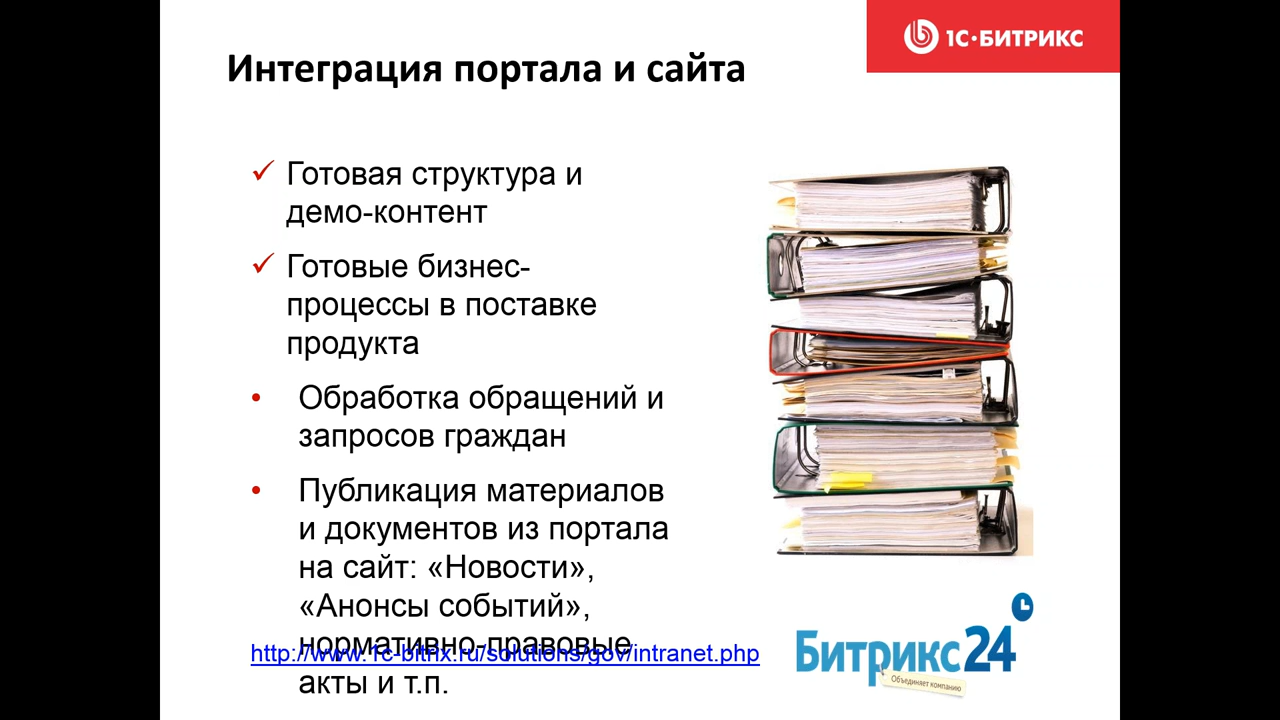 1С·БИТРИКС
Интеграция портала и сайта
Готовая структура и
демо-контент
Готовые бизнес-
процессы в поставке
продукта
Обработка обращений и
запросов граждан
Публикация материалов
и документов из портала
на сайт: «Новости»,
«Анонсы событий»,
нормативно-правовые
http://www.1c-bitrix.ru/solutions/gov/intranet.php
акты и т.п.
Битрикс24
Объединяет компанию